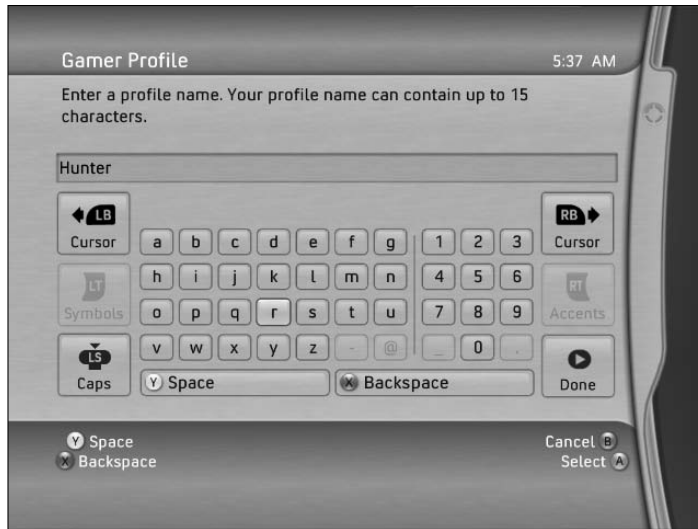 Gamer Profile 5:37 AM
Enter a profile name. Your profile name can contain up to 15
characters.
Hunter
LB RB
Cursor a b c d e f g 1 2 3 Cursor
LT h i j k l m n 4 5 6 RT
Symbols o p q r s t u 7 8 9 Accents
LS v w x y z - @ _ 0 .
Caps Y Space X Backspace Done
Y Space Cancel B
X Backspace Select A